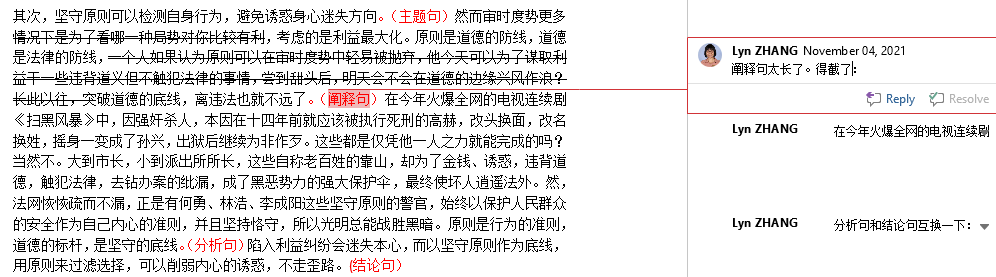 其次，坚守原则可以检测自身行为，避免诱惑身心迷失方向。（主题句）然而审时度势更多
情况下是为了看哪一种局势对你比较有利，考虑的是利益最大化。原则是道德的防线，道德
是法律的防线，一个人如果认为原则可以在审时度势中轻易被抛弃，他今天可以为了谋取利
益干一些违背道义但不触犯法律的事情，尝到甜头后，明天会不会在道德的边缘兴风作浪？
长此以往，突破道德的底线，离违法也就不远了。（阐释句）在今年火爆全网的电视连续剧
《扫黑风暴》中，因强奸杀人，本因在十四年前就应该被执行死刑的高赫，改头换面，改名
换姓，摇身一变成了孙兴，出狱后继续为非作歹。这些都是仅凭他一人之力就能完成的吗？
当然不。大到市长，小到派出所所长，这些自称老百姓的靠山，却为了金钱、诱惑，违背道
德，触犯法律，去钻办案的纰漏，成了黑恶势力的强大保护伞，最终使坏人逍遥法外。然，
法网恢恢疏而不漏，正是有何勇、林浩、李成阳这些坚守原则的警官，始终以保护人民群众
的安全作为自己内心的准则，并且坚持恪守，所以光明总能战胜黑暗。原则是行为的准则，
道德的标杆，是坚守的底线。（分析句）陷入利益纠纷会迷失本心，而以坚守原则作为底线，
用原则来过滤选择，可以削弱内心的诱惑，不走歪路。(结论句）
Lyn ZHANG November 04, 2021
阐释句太长了。得截了：
Reply Resolve
Lyn ZHANG 在今年火爆全网的电视连续剧
Lyn ZHANG 分析句和结论句互换一下：